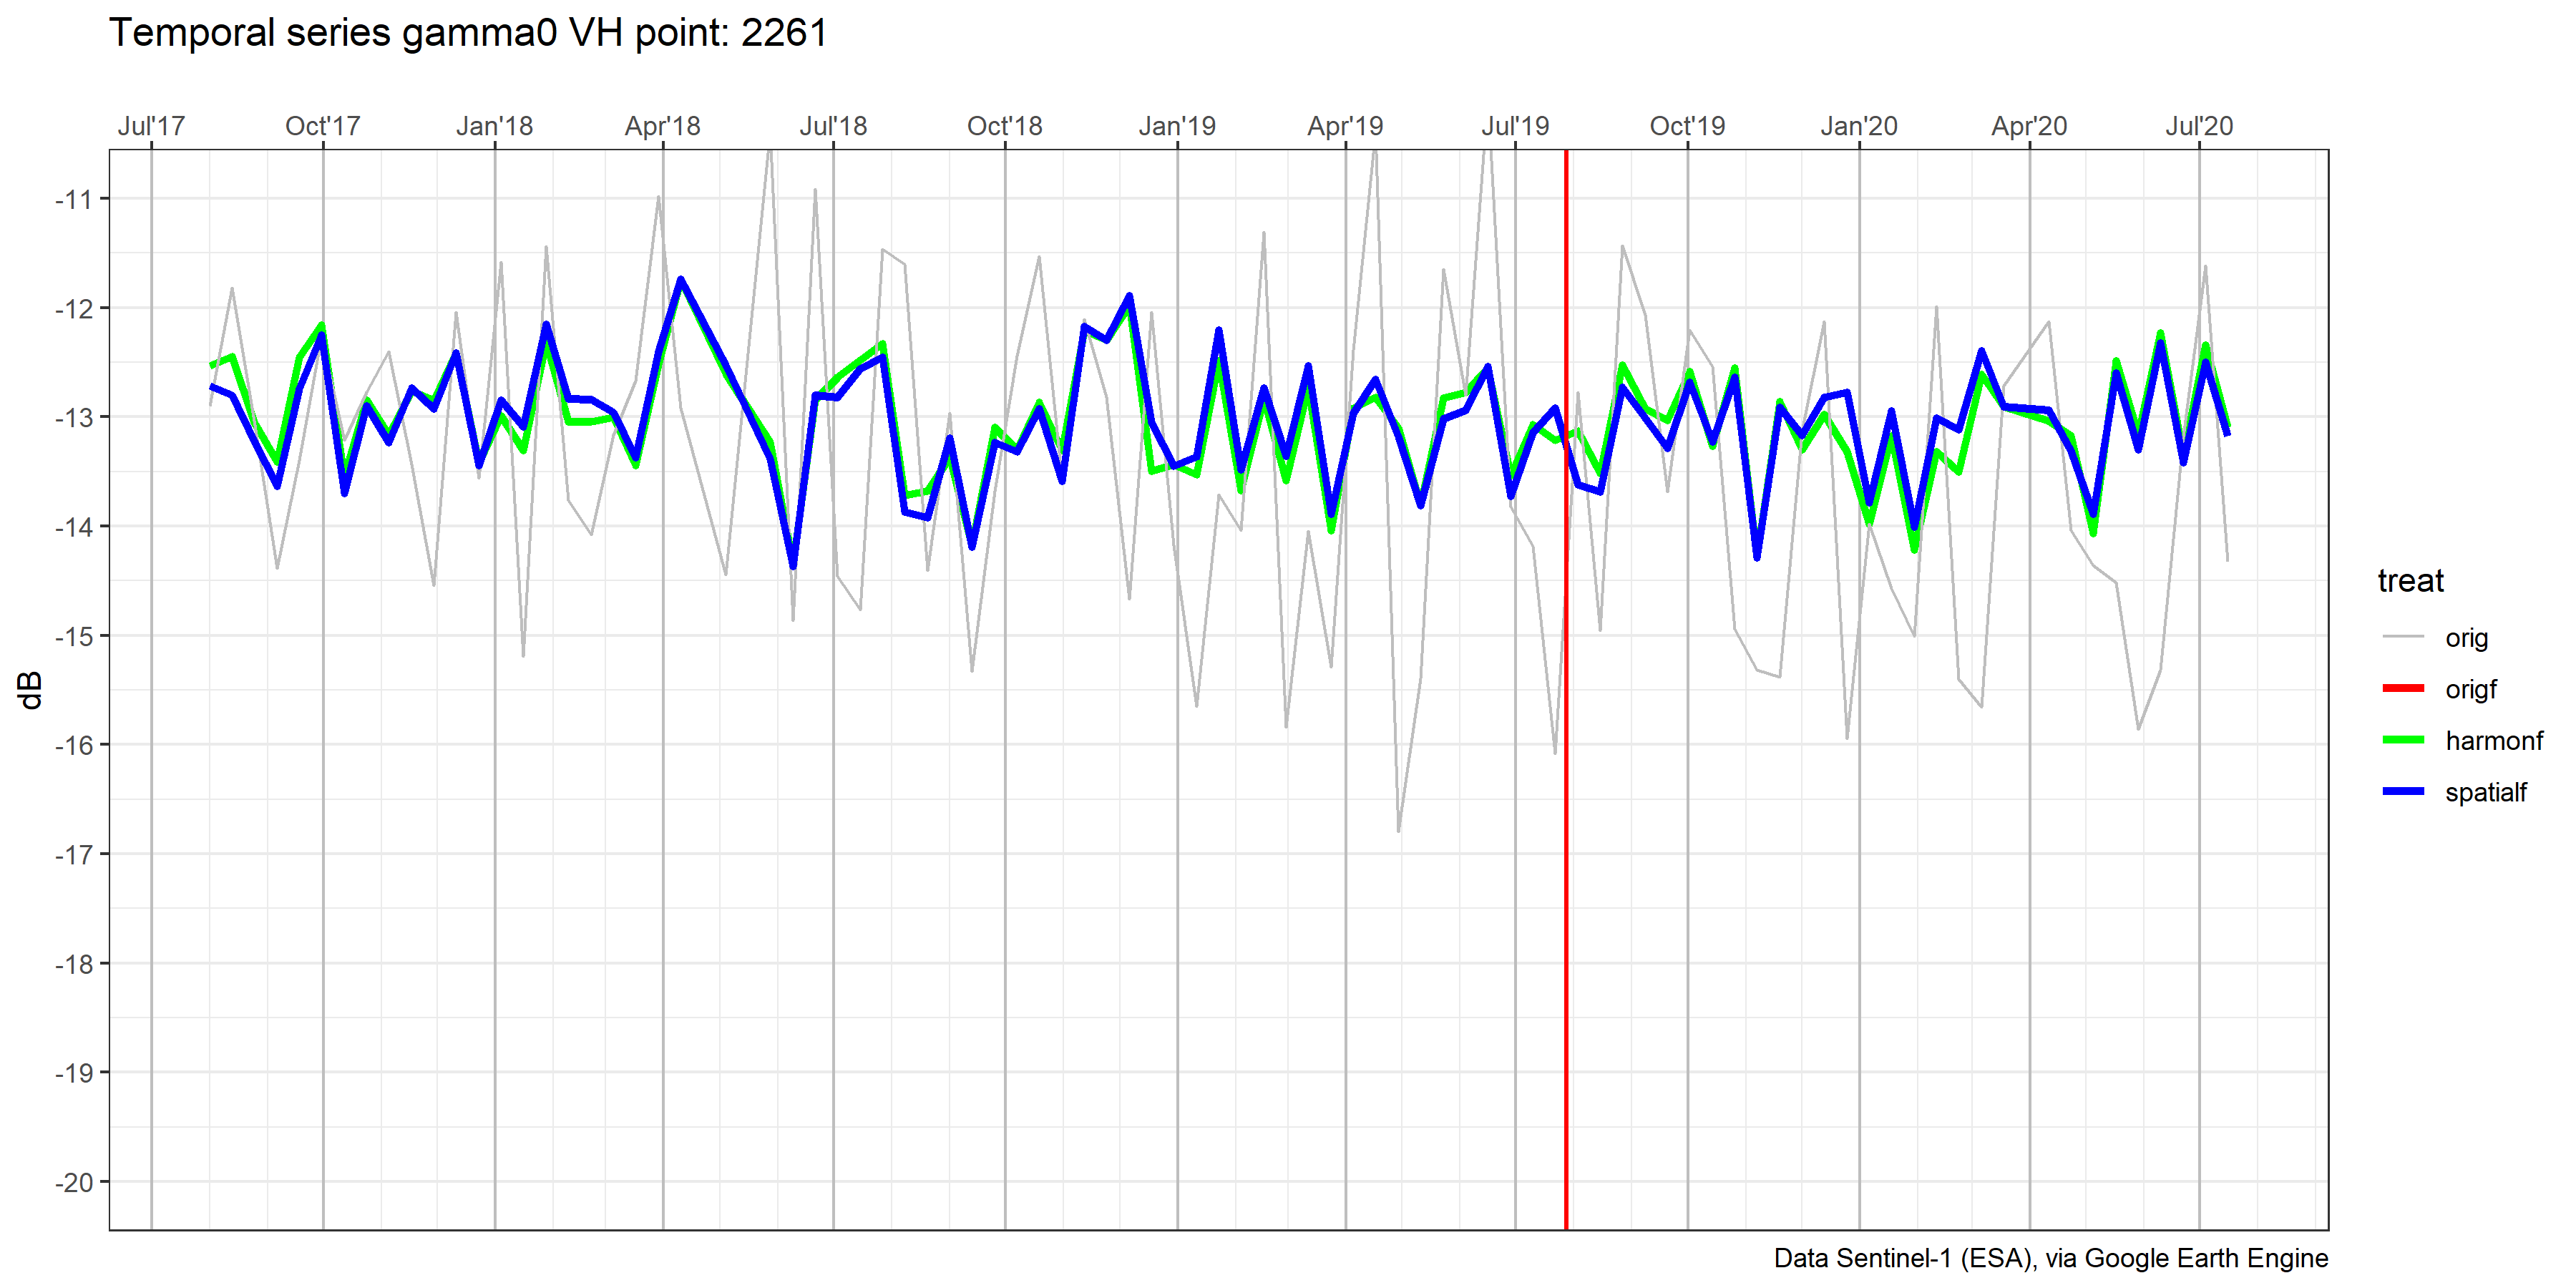 Temporal series gamma0 VH point: 2261
Jul'17 Oct'17 Jan'18 Apr'18 Jul'18 Oct'18 Jan'19 Apr'19 Jul'19 Oct'19 Jan'20 Apr'20 Jul'20
-11
-12
-13
-14
-15
-16
-17
-18
-19
-20
dB
treat
orig
origf
harmonf
spatialf
Data Sentinel-1 (ESA), via Google Earth Engine